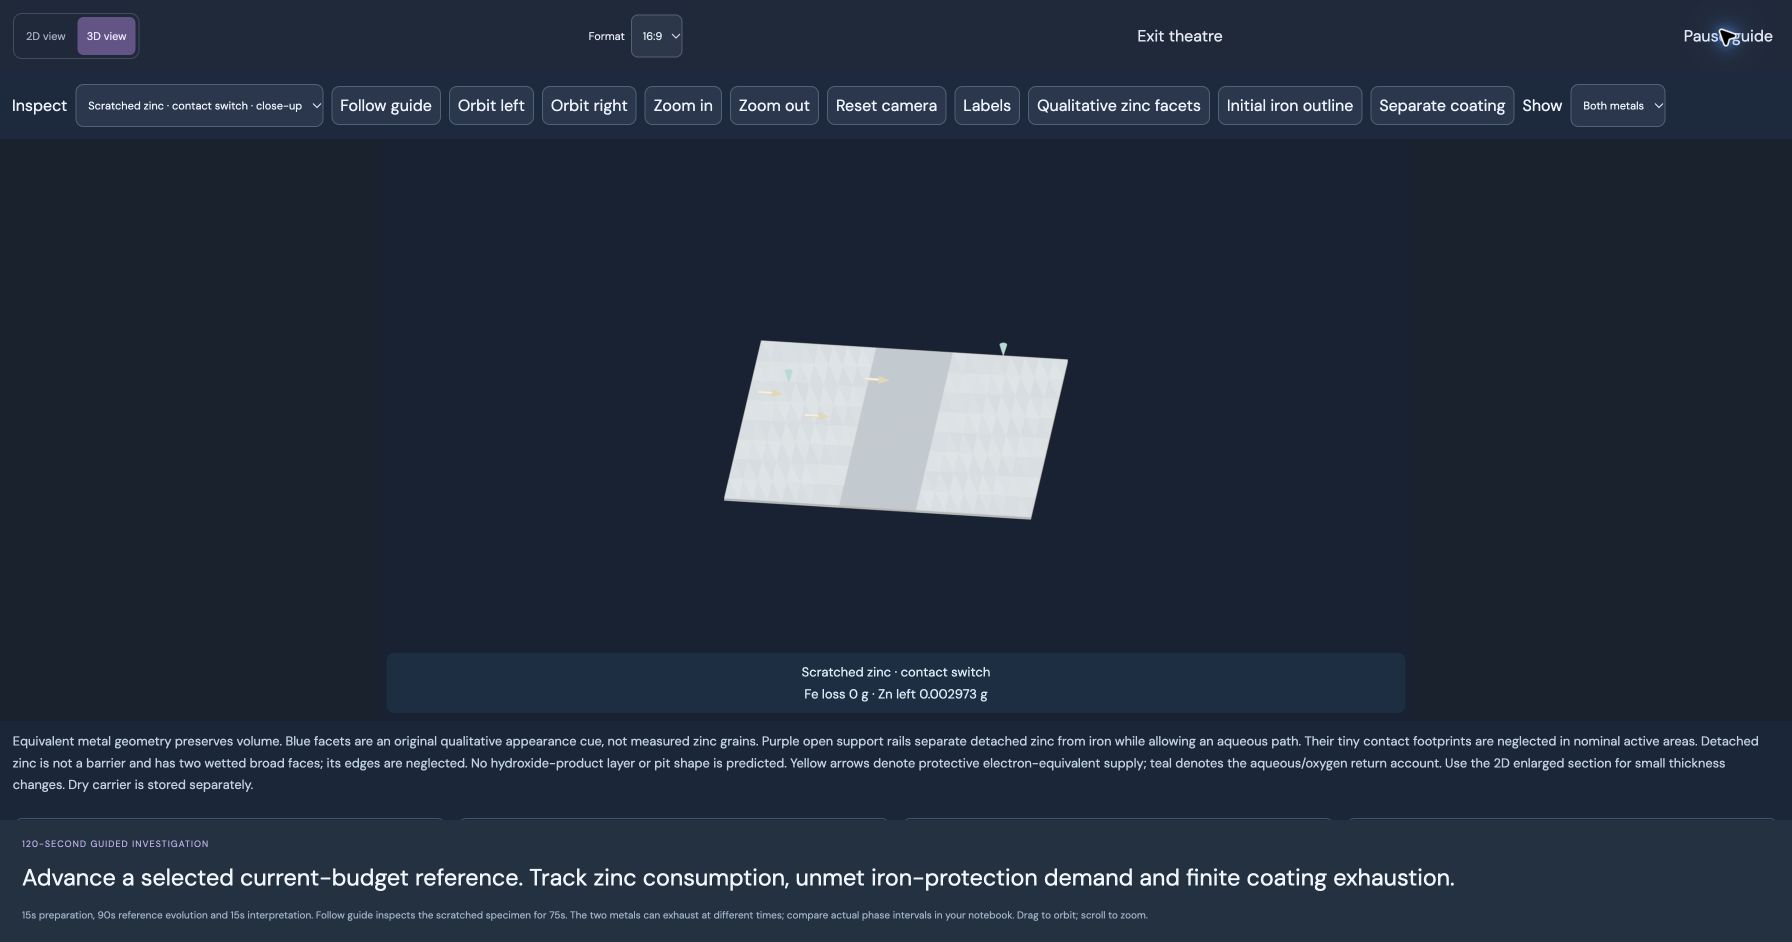 2D view 3D view Format 16:9 Exit theatre Pause guide
Inspect Scratched zinc · contact switch · close-up Follow guide Orbit left Orbit right Zoom in Zoom out Reset camera Labels Qualitative zinc facets Initial iron outline Separate coating Show Both metals
Scratched zinc · contact switch
Fe loss 0 g · Zn left 0.002973 g
Equivalent metal geometry preserves volume. Blue facets are an original qualitative appearance cue, not measured zinc grains. Purple open support rails separate detached zinc from iron while allowing an aqueous path. Their tiny contact footprints are neglected in nominal active areas. Detached
zinc is not a barrier and has two wetted broad faces; its edges are neglected. No hydroxide-product layer or pit shape is predicted. Yellow arrows denote protective electron-equivalent supply; teal denotes the aqueous/oxygen return account. Use the 2D enlarged section for small thickness
changes. Dry carrier is stored separately.
120-SECOND GUIDED INVESTIGATION
Advance a selected current-budget reference. Track zinc consumption, unmet iron-protection demand and finite coating exhaustion.
15s preparation, 90s reference evolution and 15s interpretation. Follow guide inspects the scratched specimen for 75s. The two metals can exhaust at different times; compare actual phase intervals in your notebook. Drag to orbit; scroll to zoom.